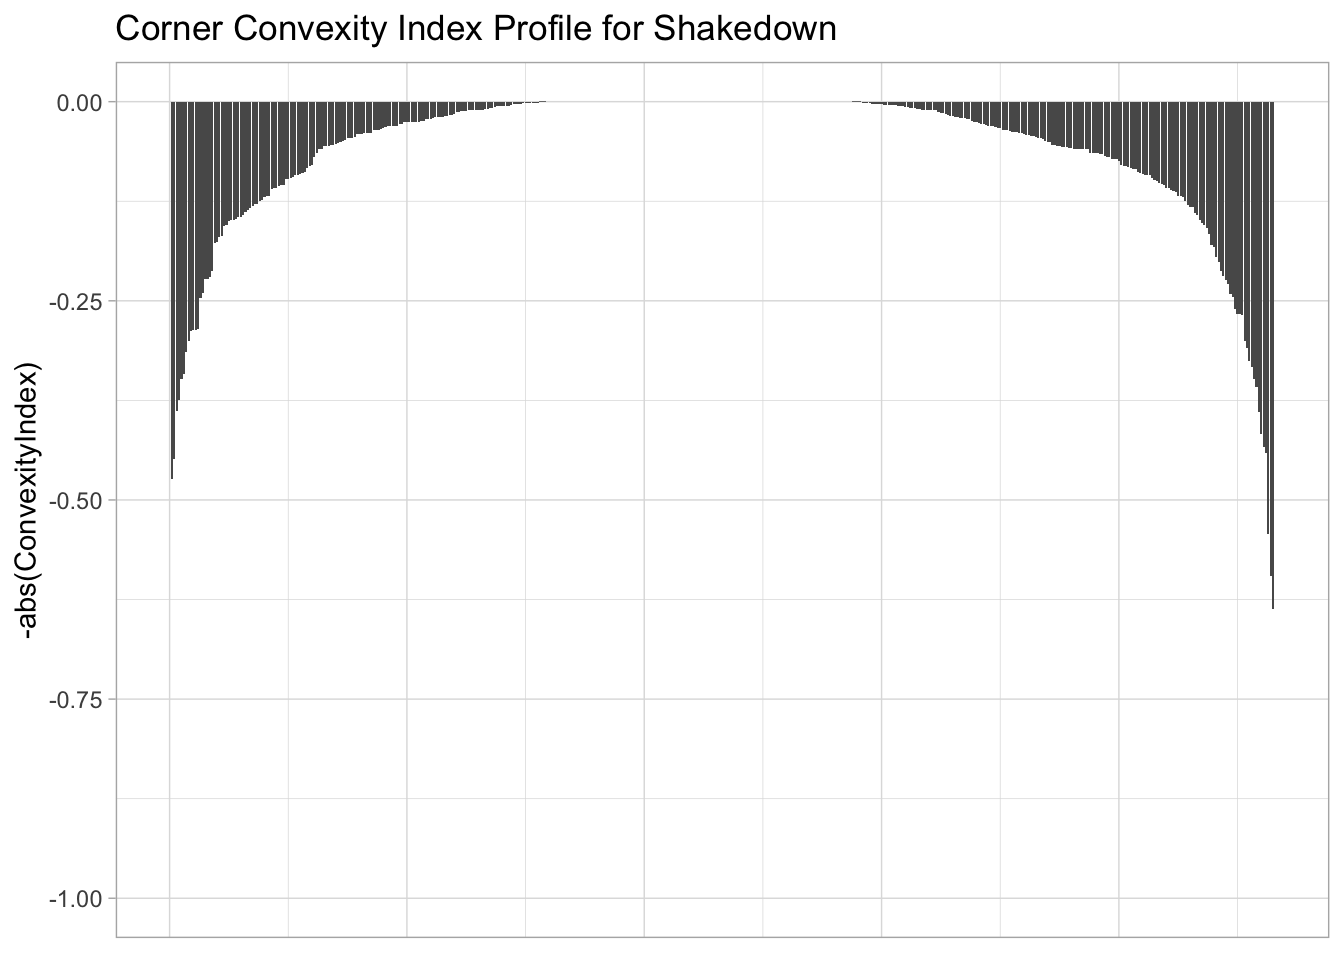 Corner Convexity Index Profile for Shakedown
0.00
-0.25
-0.50
-0.75
-1.00
-abs(ConvexityIndex)